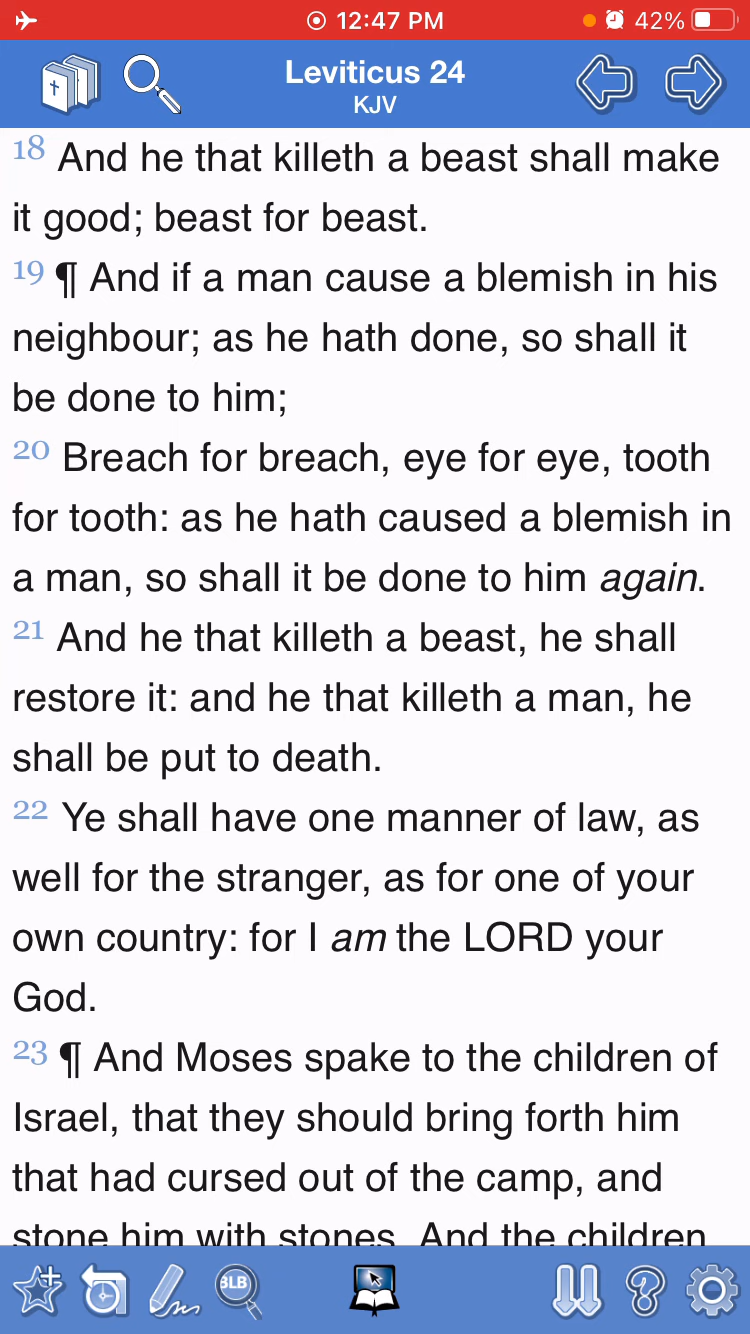 12:47 PM 42%
Leviticus 24
KJV
18 And he that killeth a beast shall make
it good; beast for beast.
19 ¶ And if a man cause a blemish in his
neighbour; as he hath done, so shall it
be done to him;
20 Breach for breach, eye for eye, tooth
for tooth: as he hath caused a blemish in
a man, so shall it be done to him again.
21 And he that killeth a beast, he shall
restore it: and he that killeth a man, he
shall be put to death.
22 Ye shall have one manner of law, as
well for the stranger, as for one of your
own country: for I am the LORD your
God.
23 ¶ And Moses spake to the children of
Israel, that they should bring forth him
that had cursed out of the camp, and
stone him with stones. And the children
BLB